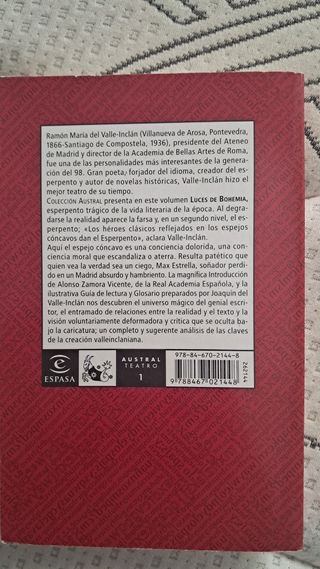 Ramón María del Valle-Inclán (Villanueva de Arosa, Pontevedra,
1866-Santiago de Compostela, 1936), presidente del Ateneo
de Madrid y director de la Academia de Bellas Artes de Roma,
fue una de las personalidades más interesantes de la genera-
ción del 98. Gran poeta, forjador del idioma, creador del es-
perpento y autor de novelas históricas, Valle-Inclán hizo el
mejor teatro de su tiempo.
COLECCIÓN AUSTRAL presenta en este volumen LUCES DE BOHEMIA,
esperpento trágico de la vida literaria de la época. Al degra-
darse la realidad aparece la farsa y, en un segundo nivel, el es-
perpento; «Los héroes clásicos reflejados en los espejos
cóncavos dan el Esperpento», aclara Valle-Inclán.
Aquí el espejo cóncavo es una conciencia dolorida, una con-
ciencia moral que escandaliza o aterra. Resulta patético que
quien vea la verdad sea un ciego, Max Estrella, soñador perdi-
do en un Madrid absurdo y hambriento. La magnífica Introducción
de Alonso Zamora Vicente, de la Real Academia Española, y la
ilustrativa Guía de lectura y Glosario preparados por Joaquín del
Valle-Inclán nos descubren el universo mágico del genial escri-
tor, el entramado de relaciones entre la realidad y el texto y la
visión voluntariamente deformadora y crítica que se oculta ba-
jo la caricatura; un completo y sugerente análisis de las claves
de la creación valleinclaniana.
ESPASA
AUSTRAL
TEATRO
1
978-84-670-2144-8
9 788467 021448
262144